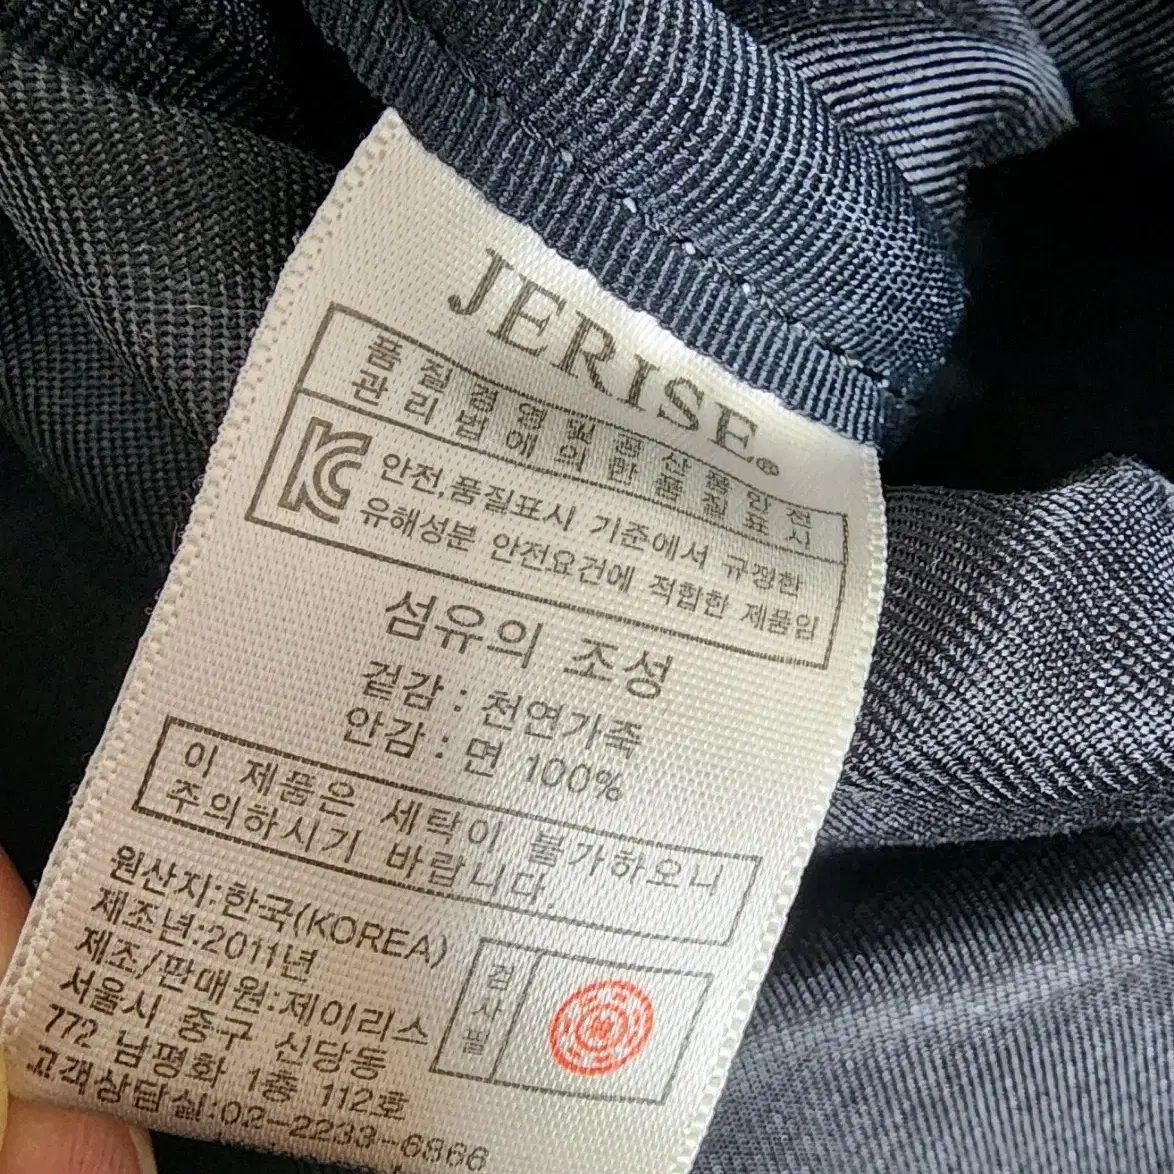 JERISE®
품질경영및공산품안전
관리법에의한품질표시
KC
안전,품질표시 기준에서 규정한
유해성분 안전요건에 적합한 제품임
섬유의 조성
겉감 : 천연가죽
안감 : 면 100%
이 제품은 세탁이 불가하오니
주의하시기 바랍니다.
원산지:한국(KOREA)
제조년:2011년
제조/판매원:제이리스
서울시 중구 신당동
772 남평화 1층 112호
고객상담실:02-2233-6866
검사필